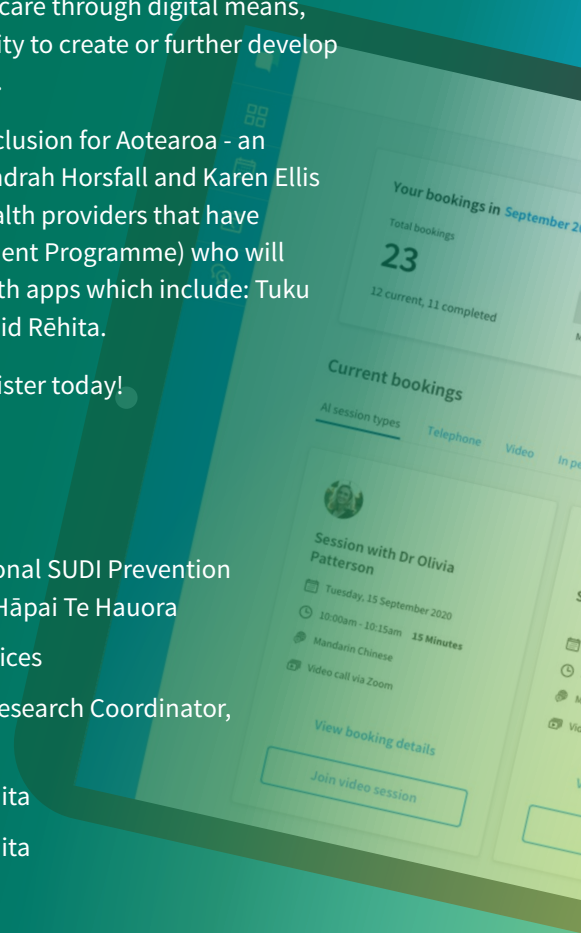 care through digital means,
ity to create or further develop
clusion for Aotearoa - an
ndrah Horsfall and Karen Ellis
alth providers that have
ent Programme) who will
th apps which include: Tuku
id Rēhita.
ister today!
onal SUDI Prevention
Hāpai Te Hauora
ices
esearch Coordinator,
ita
ita
Your bookings in September 20
Total bookings
23
12 current, 11 completed
Current bookings
Al session types
Telephone
Video
In pe
Session with Dr Olivia
Patterson
Tuesday, 15 September 2020
10:00am - 10:15am 15 Minutes
Mandarin Chinese
Video call via Zoom
View booking details
Join video session